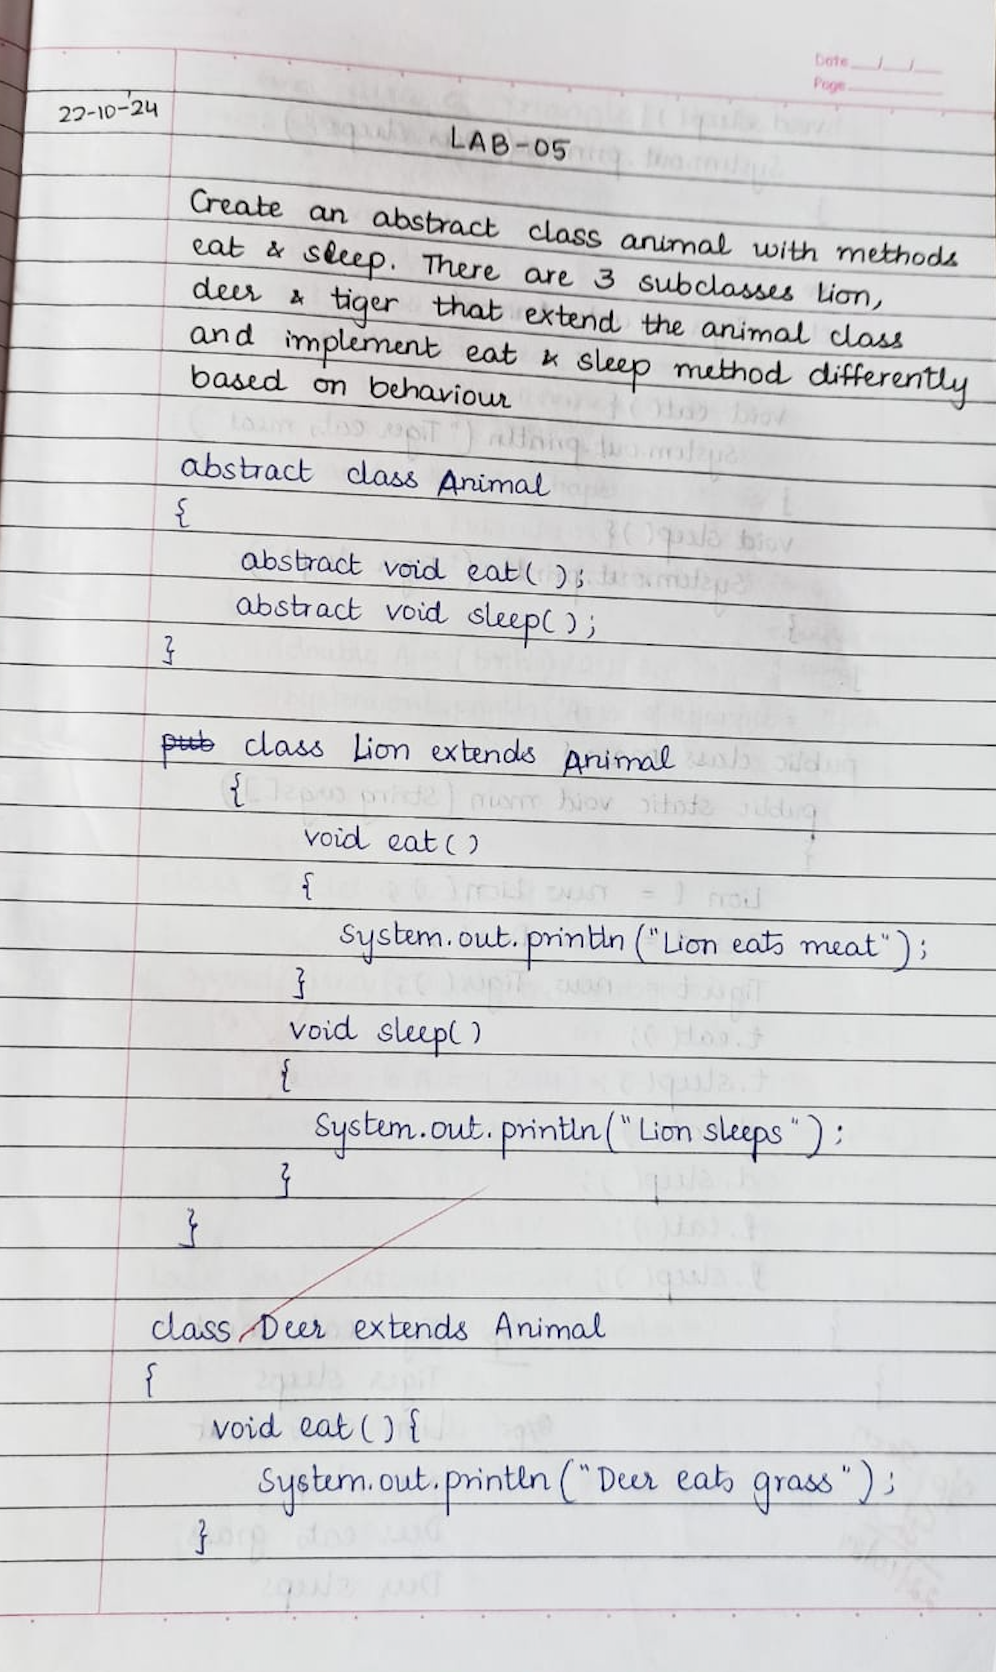 Date __/__/__
Page
22-10-'24
LAB-05
Create an abstract class animal with methods
eat & sleep. There are 3 subclasses lion,
deer & tiger that extend the animal class
and implement eat & sleep method differently
based on behaviour
abstract class Animal
{
abstract void eat( );
abstract void sleep( );
}
pub class Lion extends Animal
{
void eat( )
{
System.out.println ("Lion eats meat");
}
void sleep( )
{
System.out.println("Lion sleeps") ;
}
}
class Deer extends Animal
{
void eat( ) {
System.out.println ("Deer eats grass") ;
}